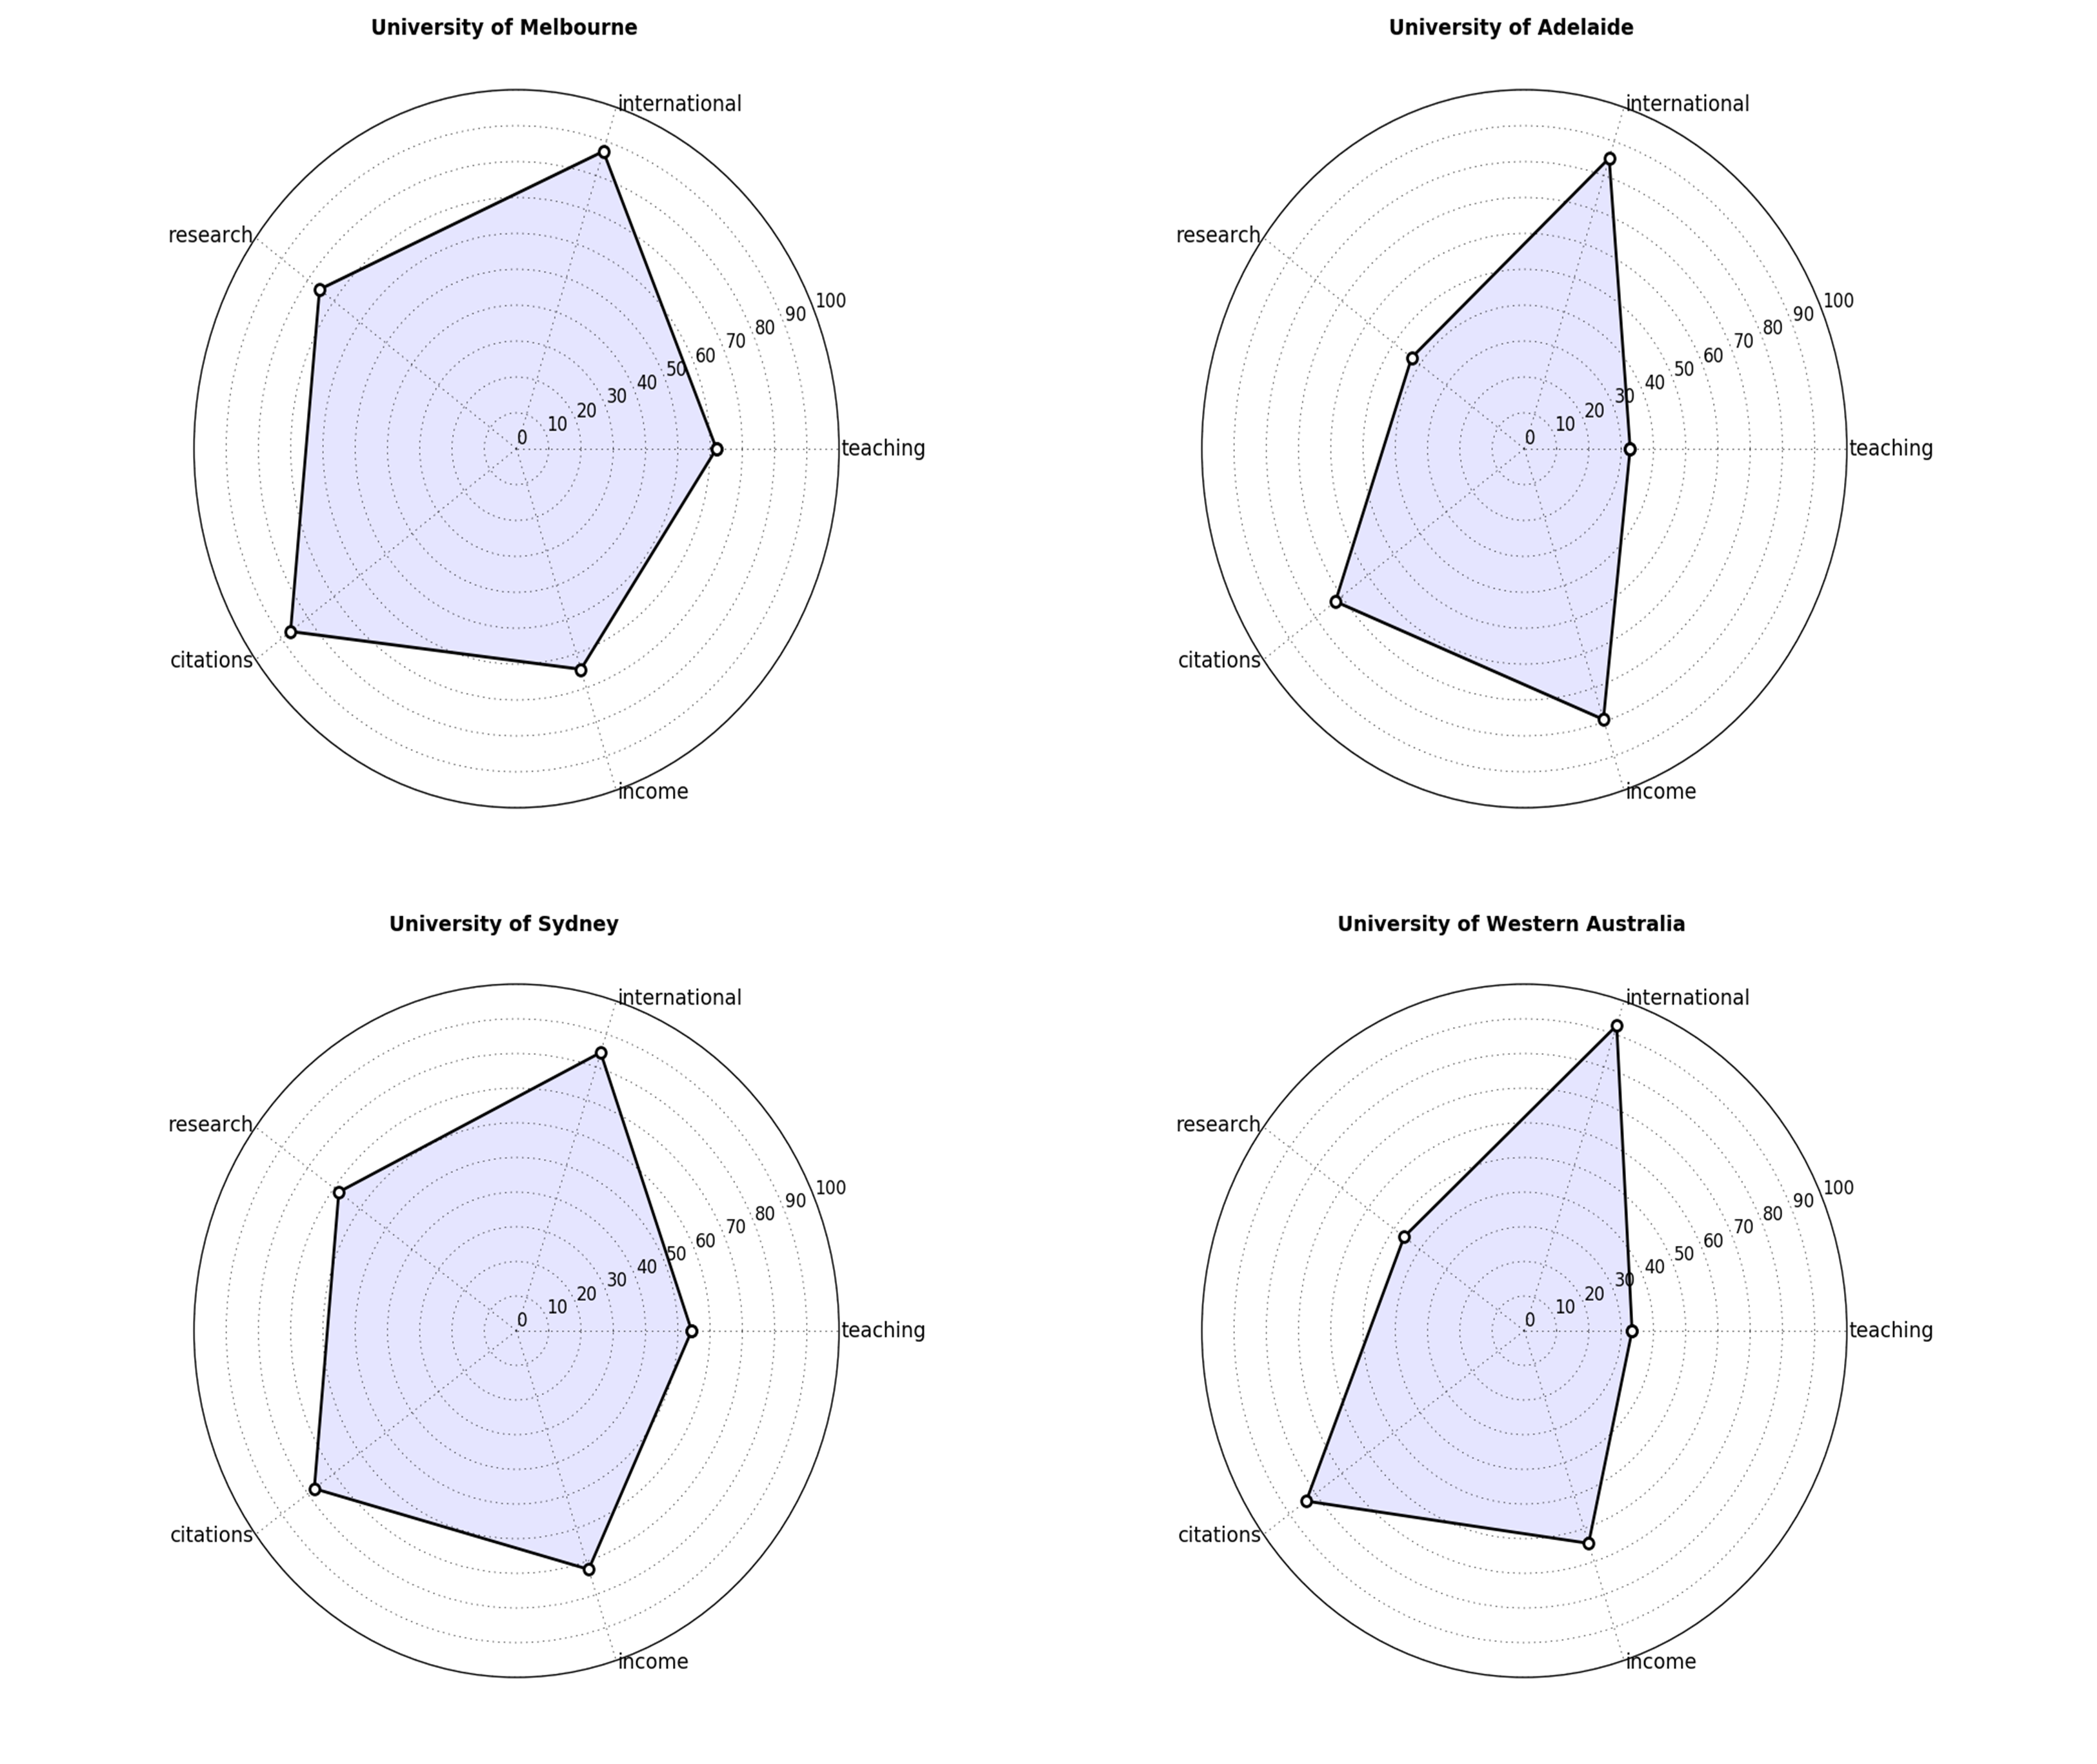 University of Melbourne
international
research
100
90
80
70
60
50
40
30
20
10
0
teaching
citations
income
University of Adelaide
international
research
100
90
80
70
60
50
40
30
20
10
0
teaching
citations
income
University of Sydney
international
research
100
90
80
70
60
50
40
30
20
10
0
teaching
citations
income
University of Western Australia
international
research
100
90
80
70
60
50
40
30
20
10
0
teaching
citations
income